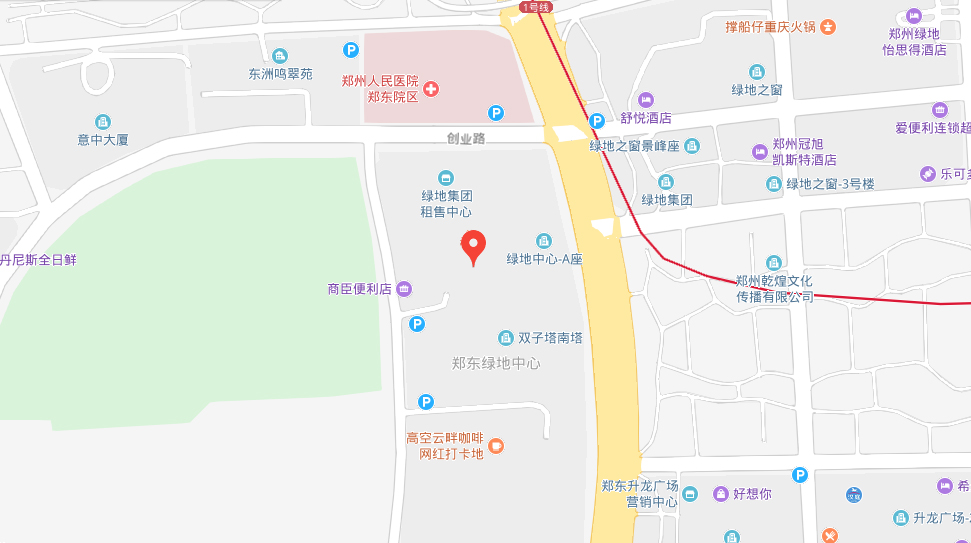 1号线
撑船仔重庆火锅
郑州绿地
怡思得酒店
东洲鸣翠苑
P
郑州人民医院
郑东院区
绿地之窗
舒悦酒店
P
P
爱便利连锁超
意中大厦
创业路
绿地之窗景峰座
郑州冠旭
凯斯特酒店
乐可多
绿地集团
租售中心
绿地集团
绿地之窗-3号楼
丹尼斯全日鲜
绿地中心-A座
商臣便利店
郑州乾煌文化
传播有限公司
P
双子塔南塔
郑东绿地中心
P
高空云畔咖啡
网红打卡地
P
郑东升龙广场
营销中心
好想你
汉庭
希
升龙广场-